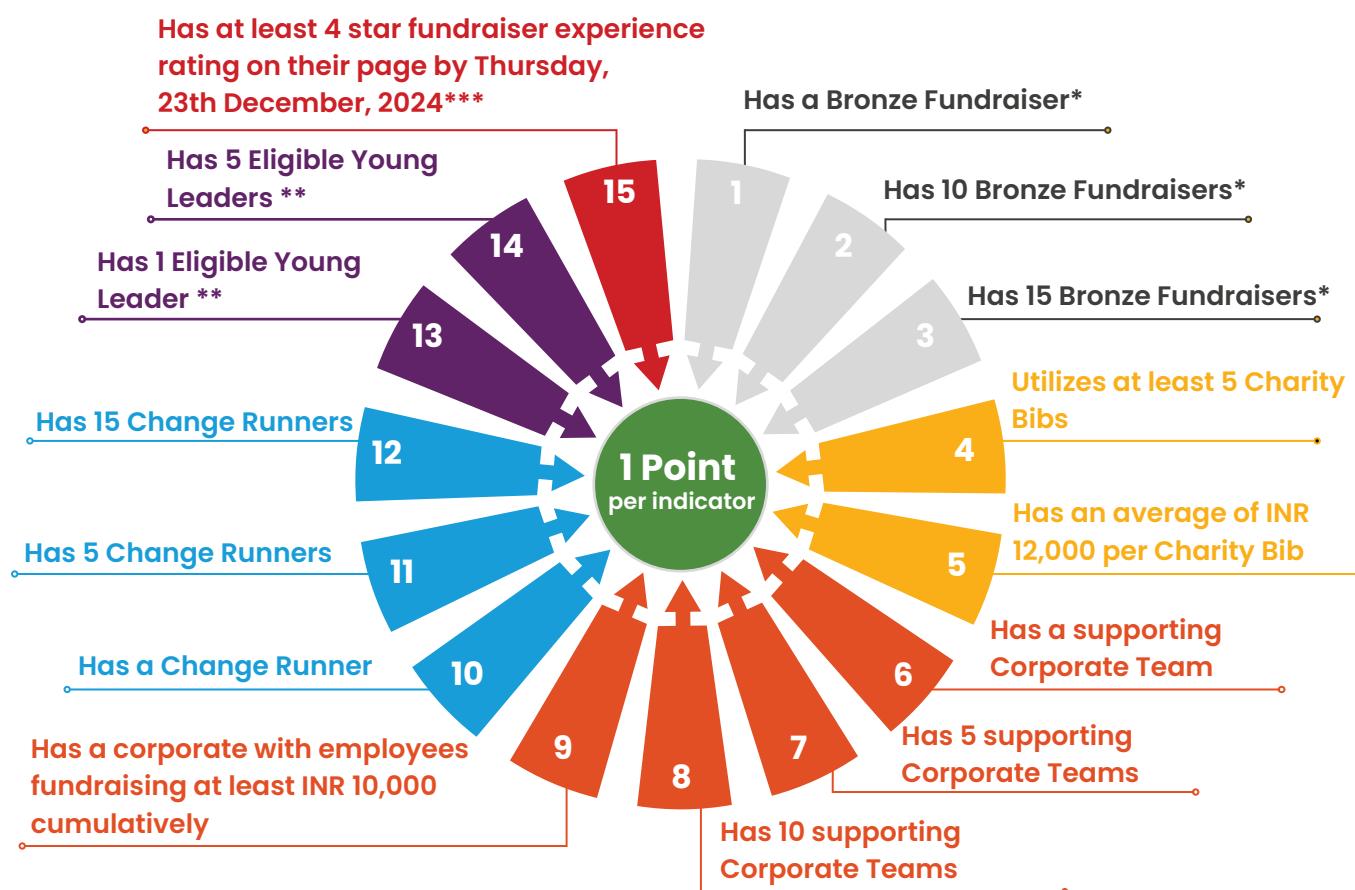 Has at least 4 star fundraiser experience
rating on their page by Thursday,
23th December, 2024***
Has a Bronze Fundraiser*
Has 5 Eligible Young
Leaders **
Has 10 Bronze Fundraisers*
Has 1 Eligible Young
Leader **
Has 15 Bronze Fundraisers*
Utilizes at least 5 Charity
Bibs
Has 15 Change Runners
Has an average of INR
12,000 per Charity Bib
Has 5 Change Runners
Has a supporting
Corporate Team
Has a Change Runner
Has 5 supporting
Corporate Teams
Has a corporate with employees
fundraising at least INR 10,000
cumulatively
Has 10 supporting
Corporate Teams
1 Point
per indicator
1
2
3
4
5
6
7
8
9
10
11
12
13
14
15